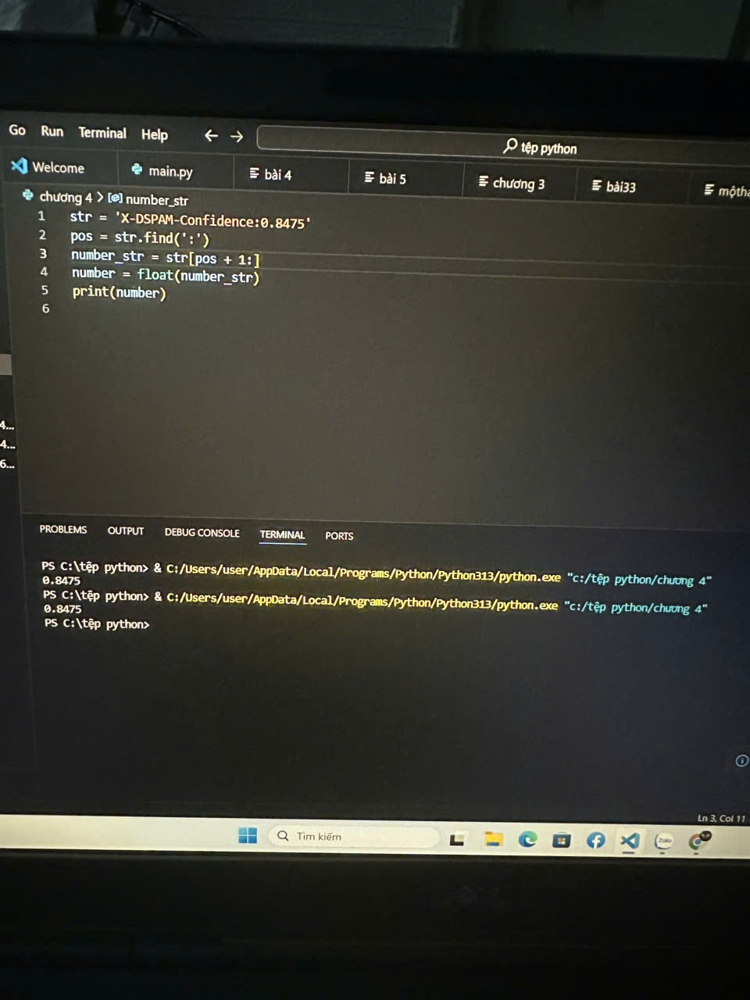 Go Run Terminal Help ← → tệp python
Welcome main.py bài 4 bài 5 chương 3 bài33 mộtha
chương 4 > number_str
1 str = 'X-DSPAM-Confidence:0.8475'
2 pos = str.find(':')
3 number_str = str[pos + 1:]
4 number = float(number_str)
5 print(number)
6
4...
4...
6...
PROBLEMS OUTPUT DEBUG CONSOLE TERMINAL PORTS
PS C:\tệp python> & C:/Users/user/AppData/Local/Programs/Python/Python313/python.exe "c:/tệp python/chương 4"
0.8475
PS C:\tệp python> & C:/Users/user/AppData/Local/Programs/Python/Python313/python.exe "c:/tệp python/chương 4"
0.8475
PS C:\tệp python>
Ln 3, Col 11
Tìm kiếm
Zalo